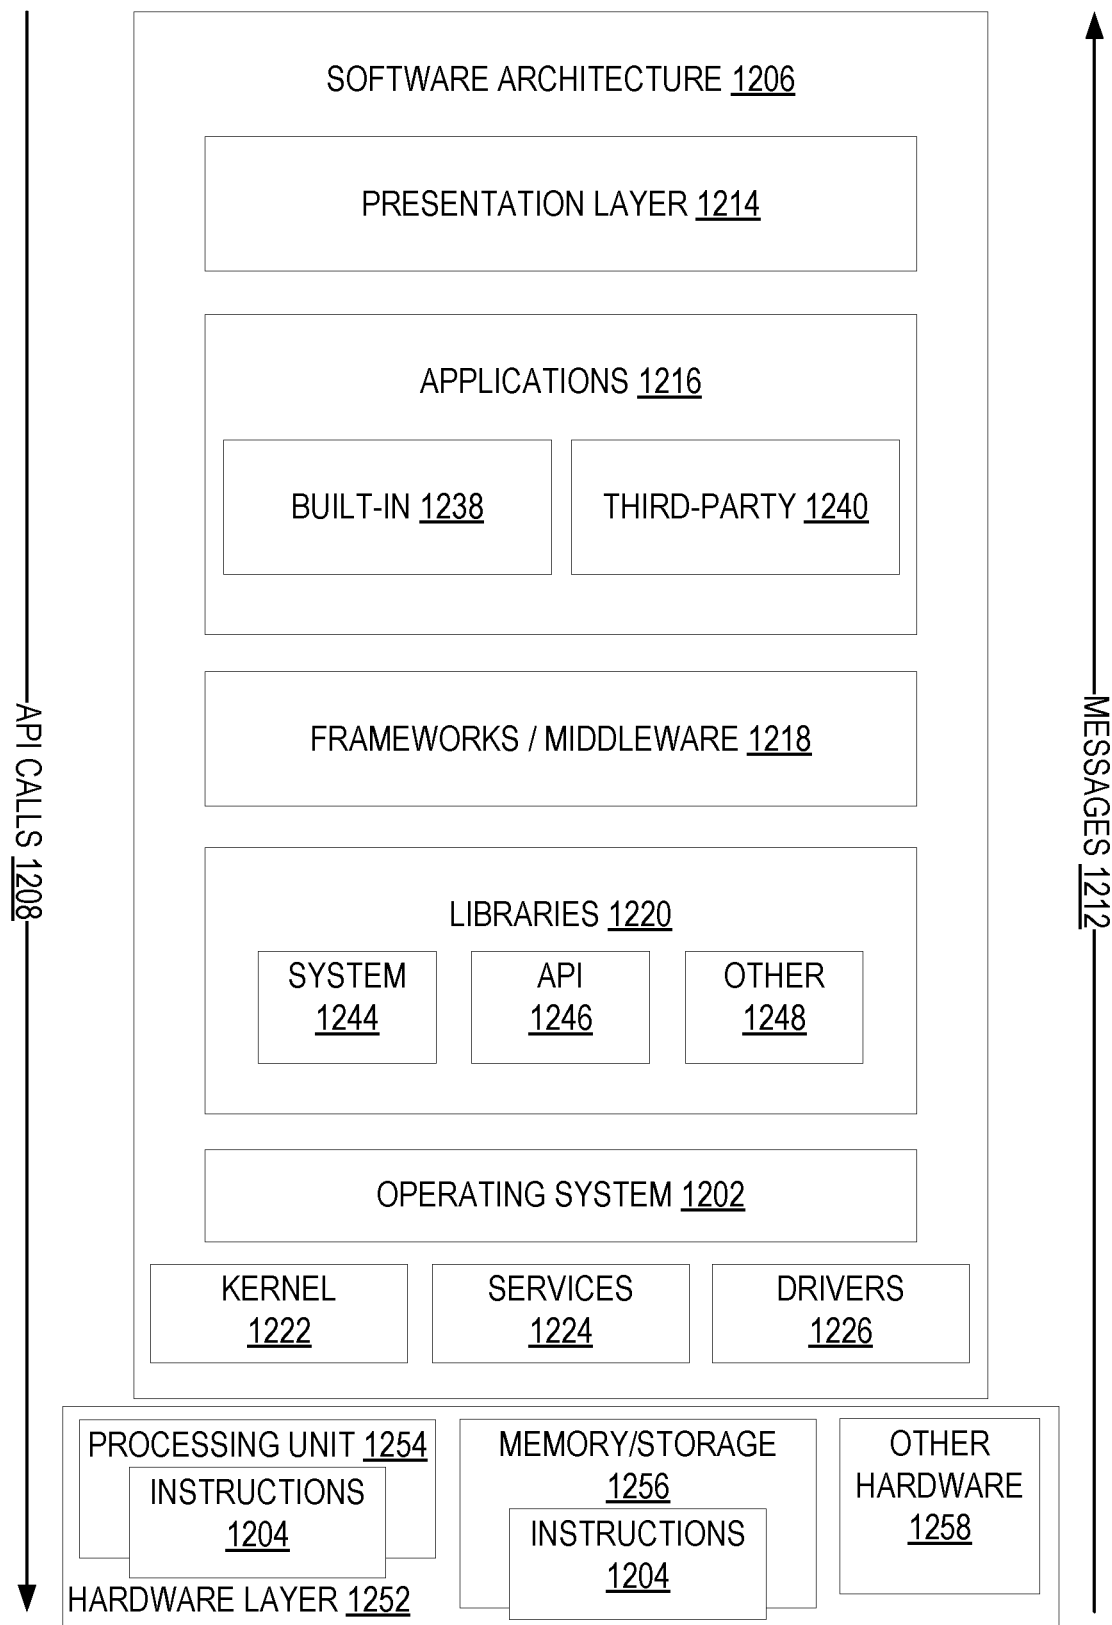 SOFTWARE ARCHITECTURE 1206
PRESENTATION LAYER 1214
APPLICATIONS 1216
BUILT-IN 1238
THIRD-PARTY 1240
FRAMEWORKS / MIDDLEWARE 1218
LIBRARIES 1220
SYSTEM
1244
API
1246
OTHER
1248
OPERATING SYSTEM 1202
KERNEL
1222
SERVICES
1224
DRIVERS
1226
PROCESSING UNIT 1254
INSTRUCTIONS
1204
MEMORY/STORAGE
1256
INSTRUCTIONS
1204
OTHER
HARDWARE
1258
HARDWARE LAYER 1252
API CALLS 1208
MESSAGES 1212